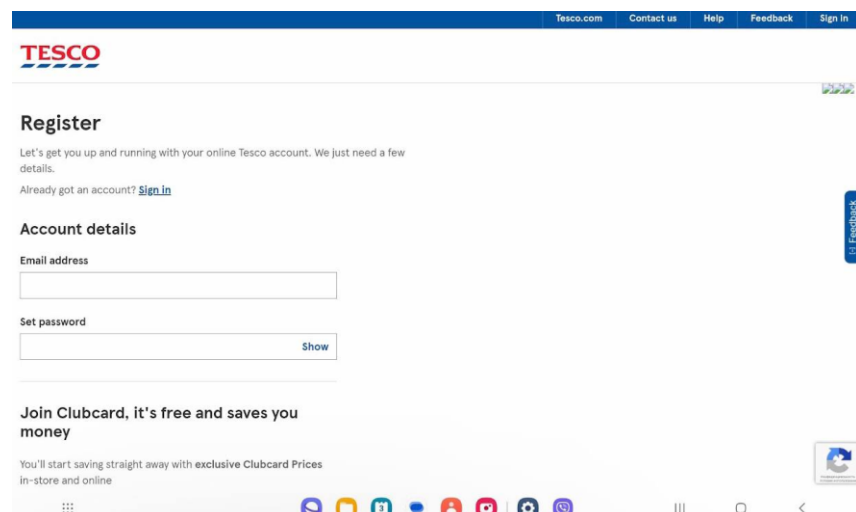 Tesco.com Contact us Help Feedback Sign in
TESCO
Register
Let's get you up and running with your online Tesco account. We just need a few
details.
Already got an account? Sign in
[-] Feedback
Account details
Email address
Set password
Show
Join Clubcard, it's free and saves you
money
You'll start saving straight away with exclusive Clubcard Prices
in-store and online
3